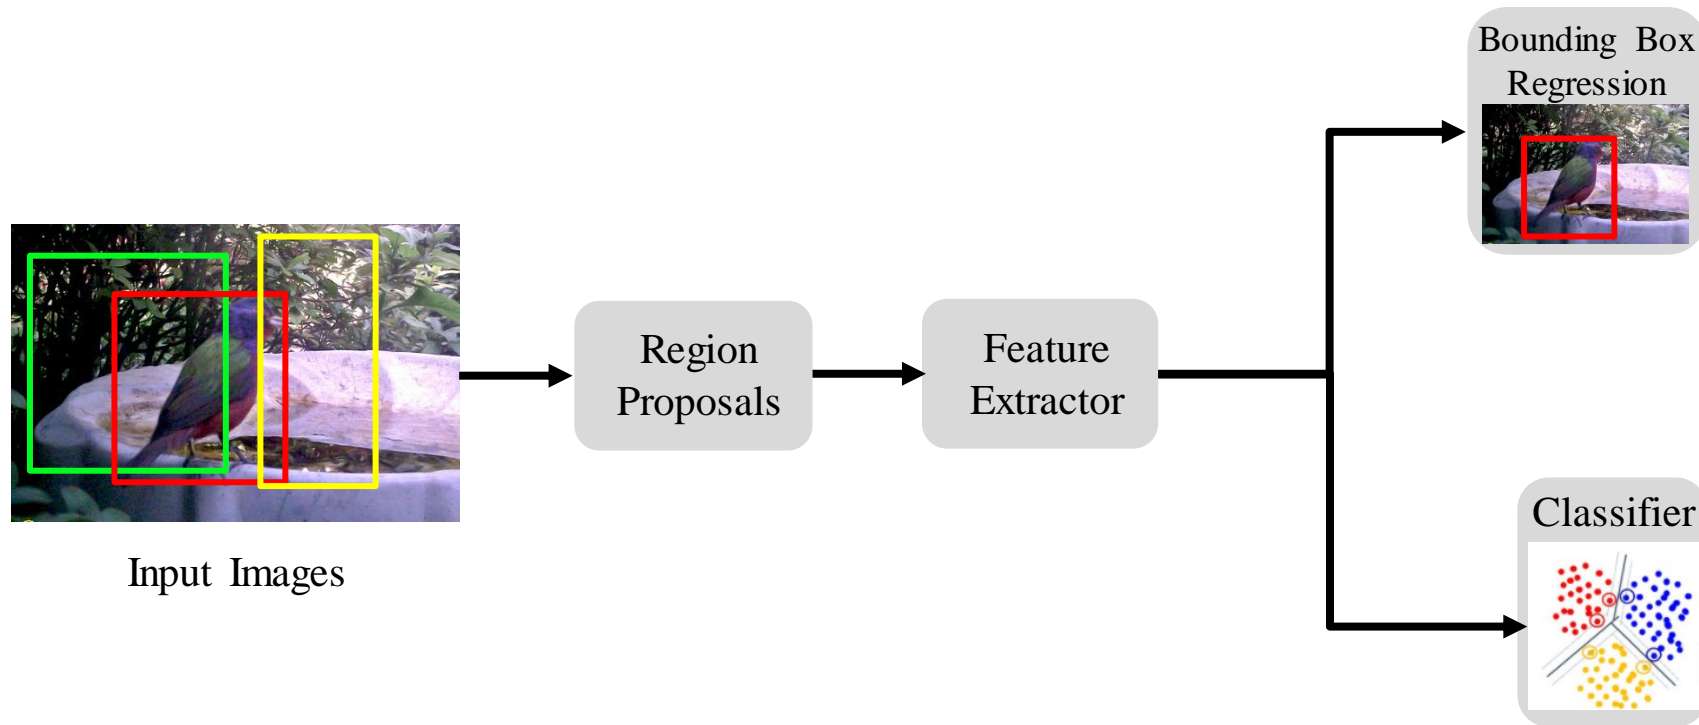 Bounding Box
Regression
Region
Proposals
Feature
Extractor
Classifier
Input Images